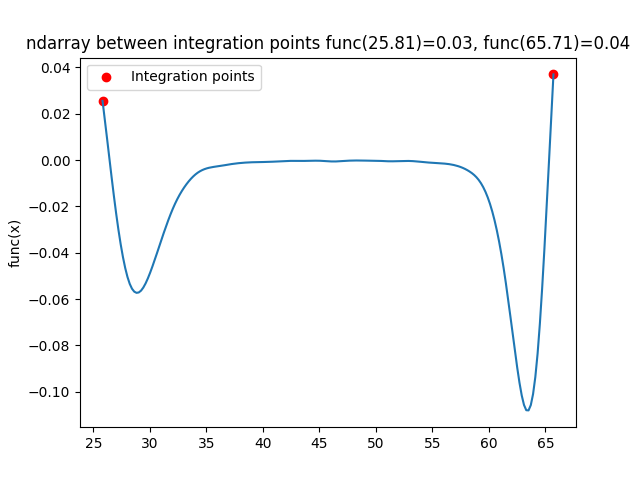 ndarray between integration points func(25.81)=0.03, func(65.71)=0.04
Integration points
func(x)
0.04
0.02
0.00
−0.02
−0.04
−0.06
−0.08
−0.10
25 30 35 40 45 50 55 60 65